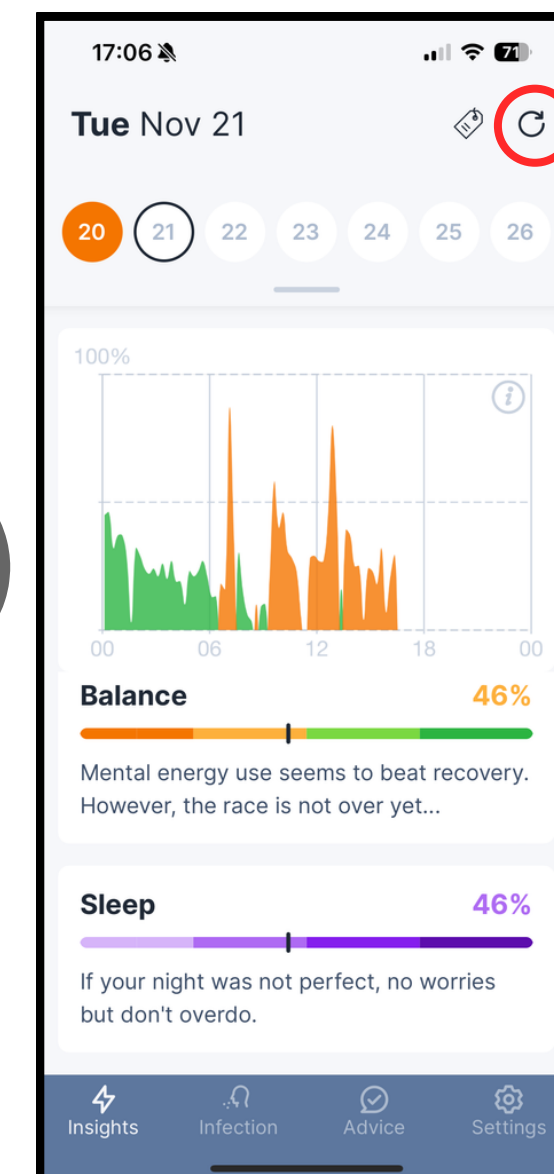 17:06
71
Tue Nov 21
20 21 22 23 24 25 26
100%
i
00 06 12 18 00
Balance 46%
Mental energy use seems to beat recovery.
However, the race is not over yet...
Sleep 46%
If your night was not perfect, no worries
but don't overdo.
Insights Infection Advice Settings